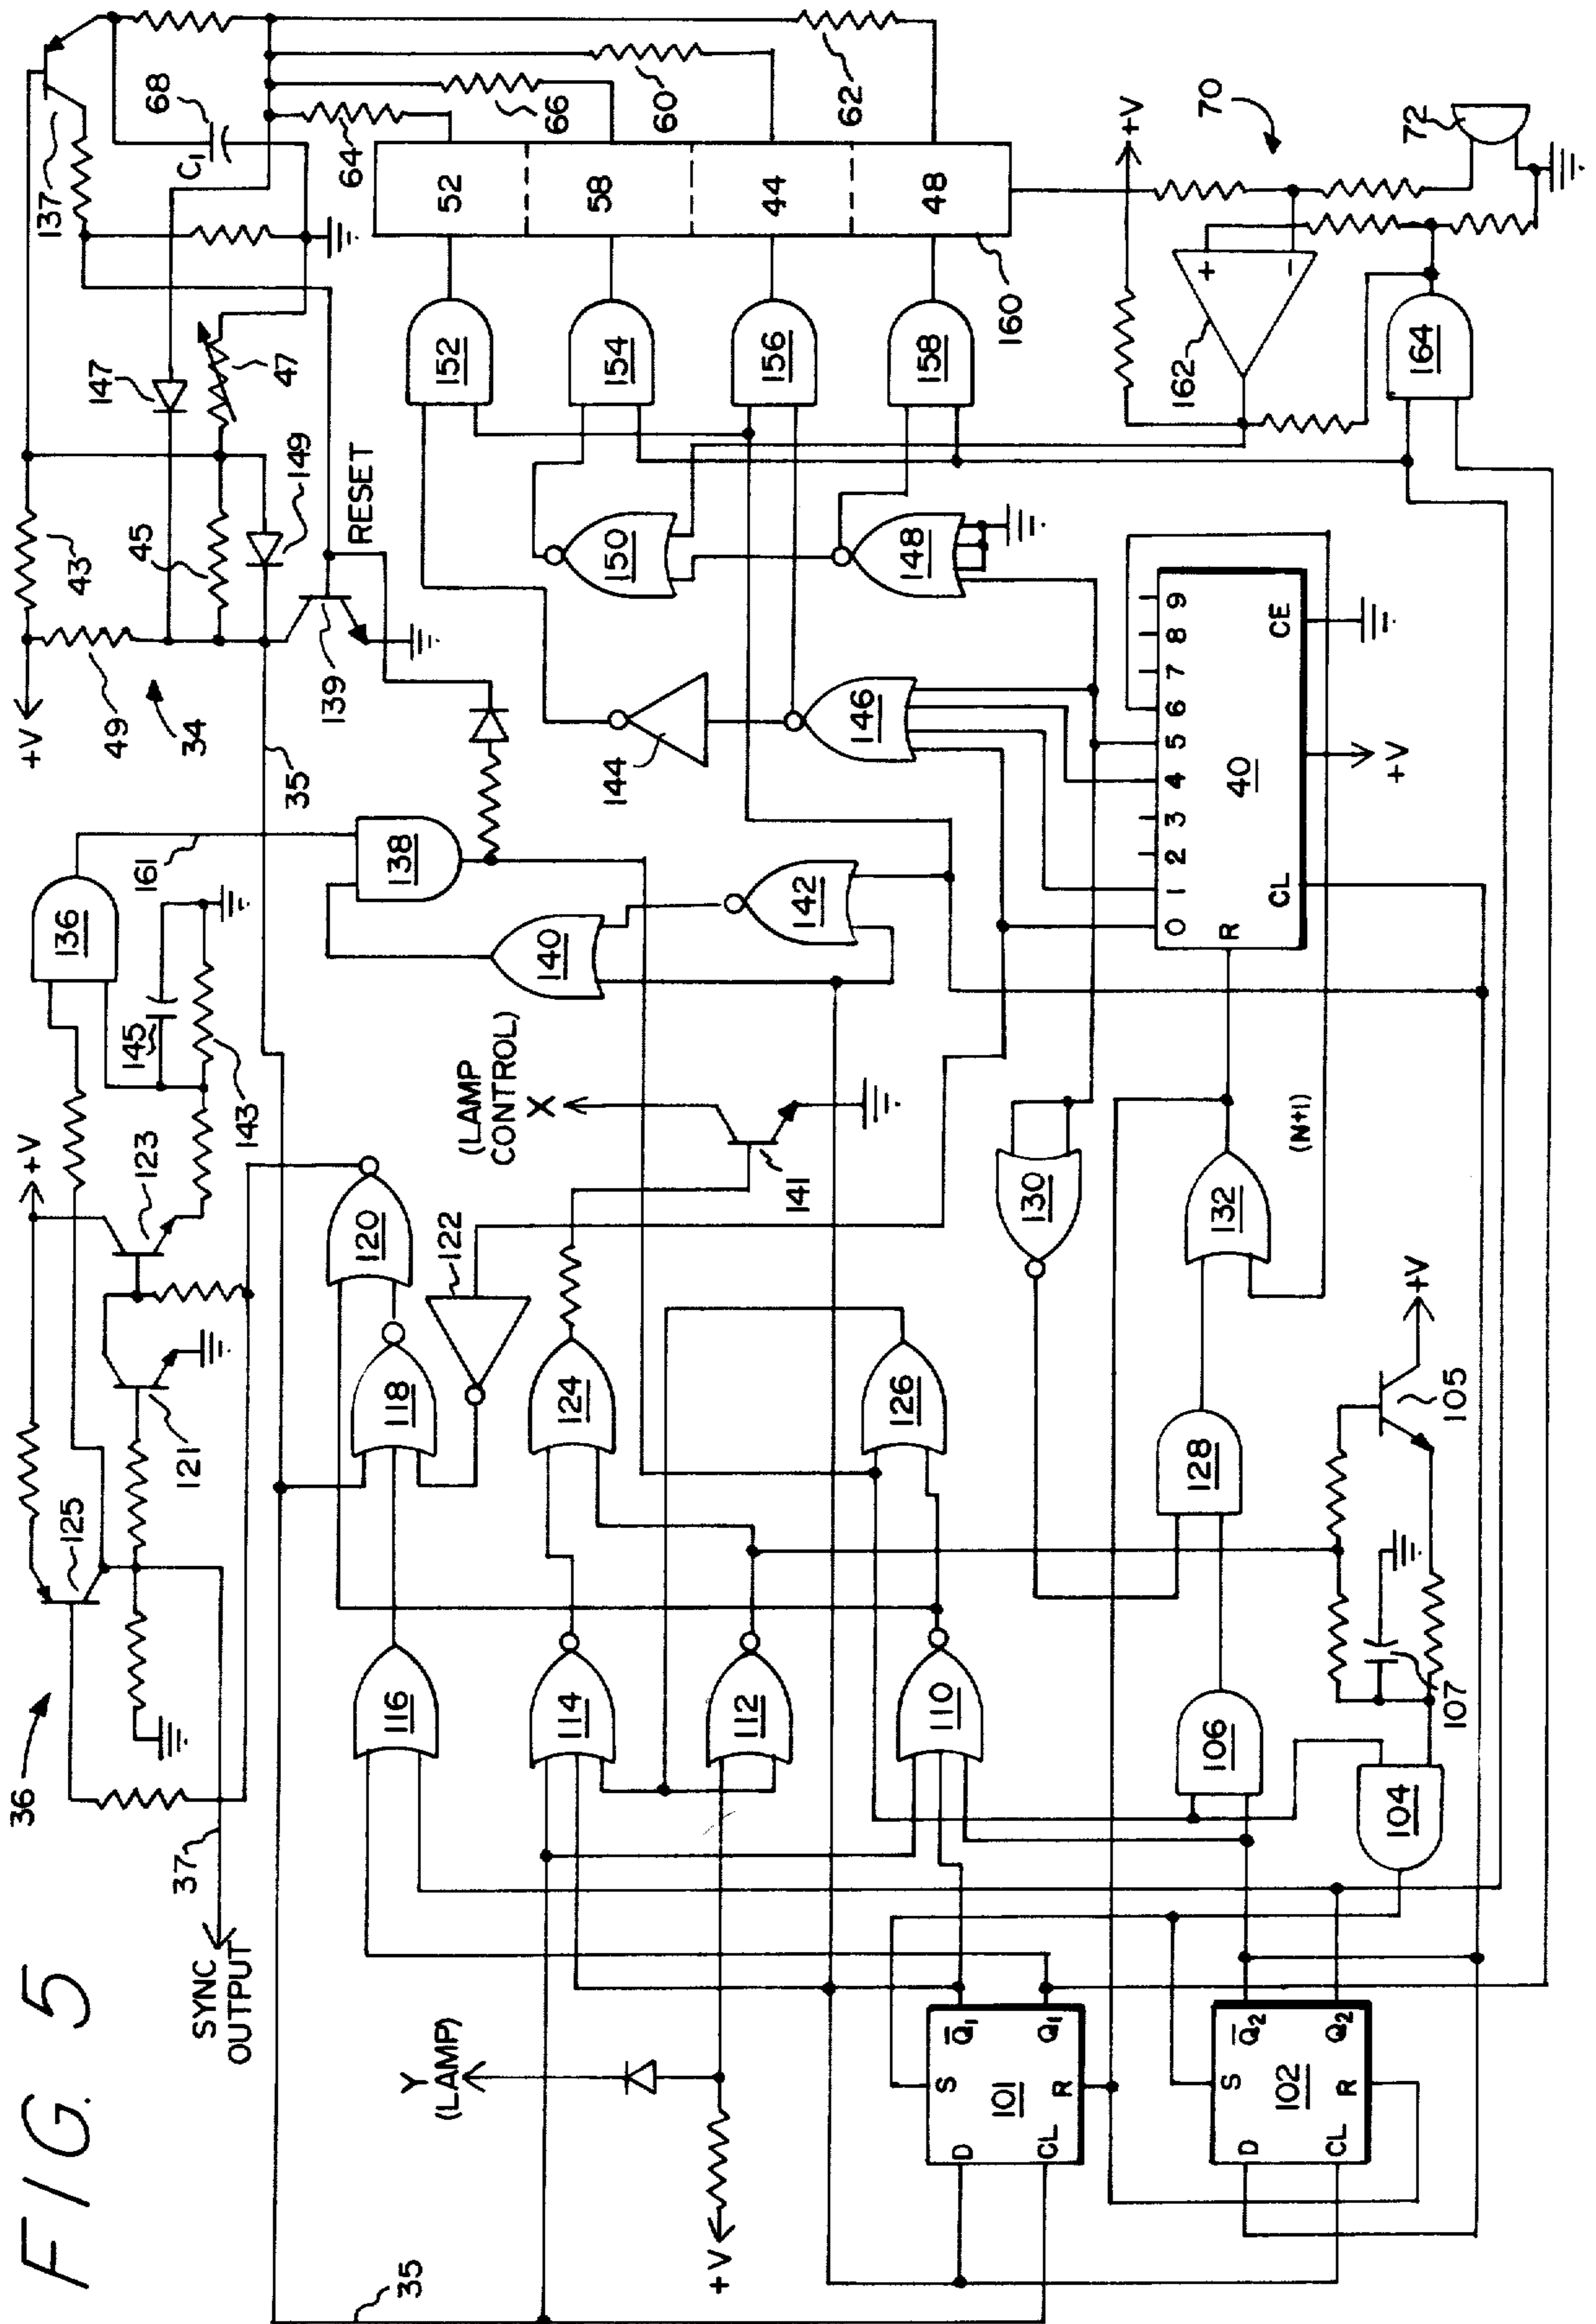 FIG. 5
+V
49
43
34
35
45
147
47
149
139
RESET
137
C1
68
64
66
60
62
52
58
44
48
160
152
154
156
158
150
148
144
146
+V
70
72
162
+
-
164
36
SYNC OUTPUT
37
125
121
123
+V
143
145
136
161
138
140
142
120
118
122
116
124
114
112
126
110
(LAMP CONTROL)
X
141
130
132
128
106
104
107
105
+V
(N+1)
R
CL
CE
40
+V
0
1
2
3
4
5
6
7
8
9
Y
(LAMP)
+V
35
D
S
Q̅1
101
Q1
CL
R
D
S
Q̅2
102
Q2
CL
R